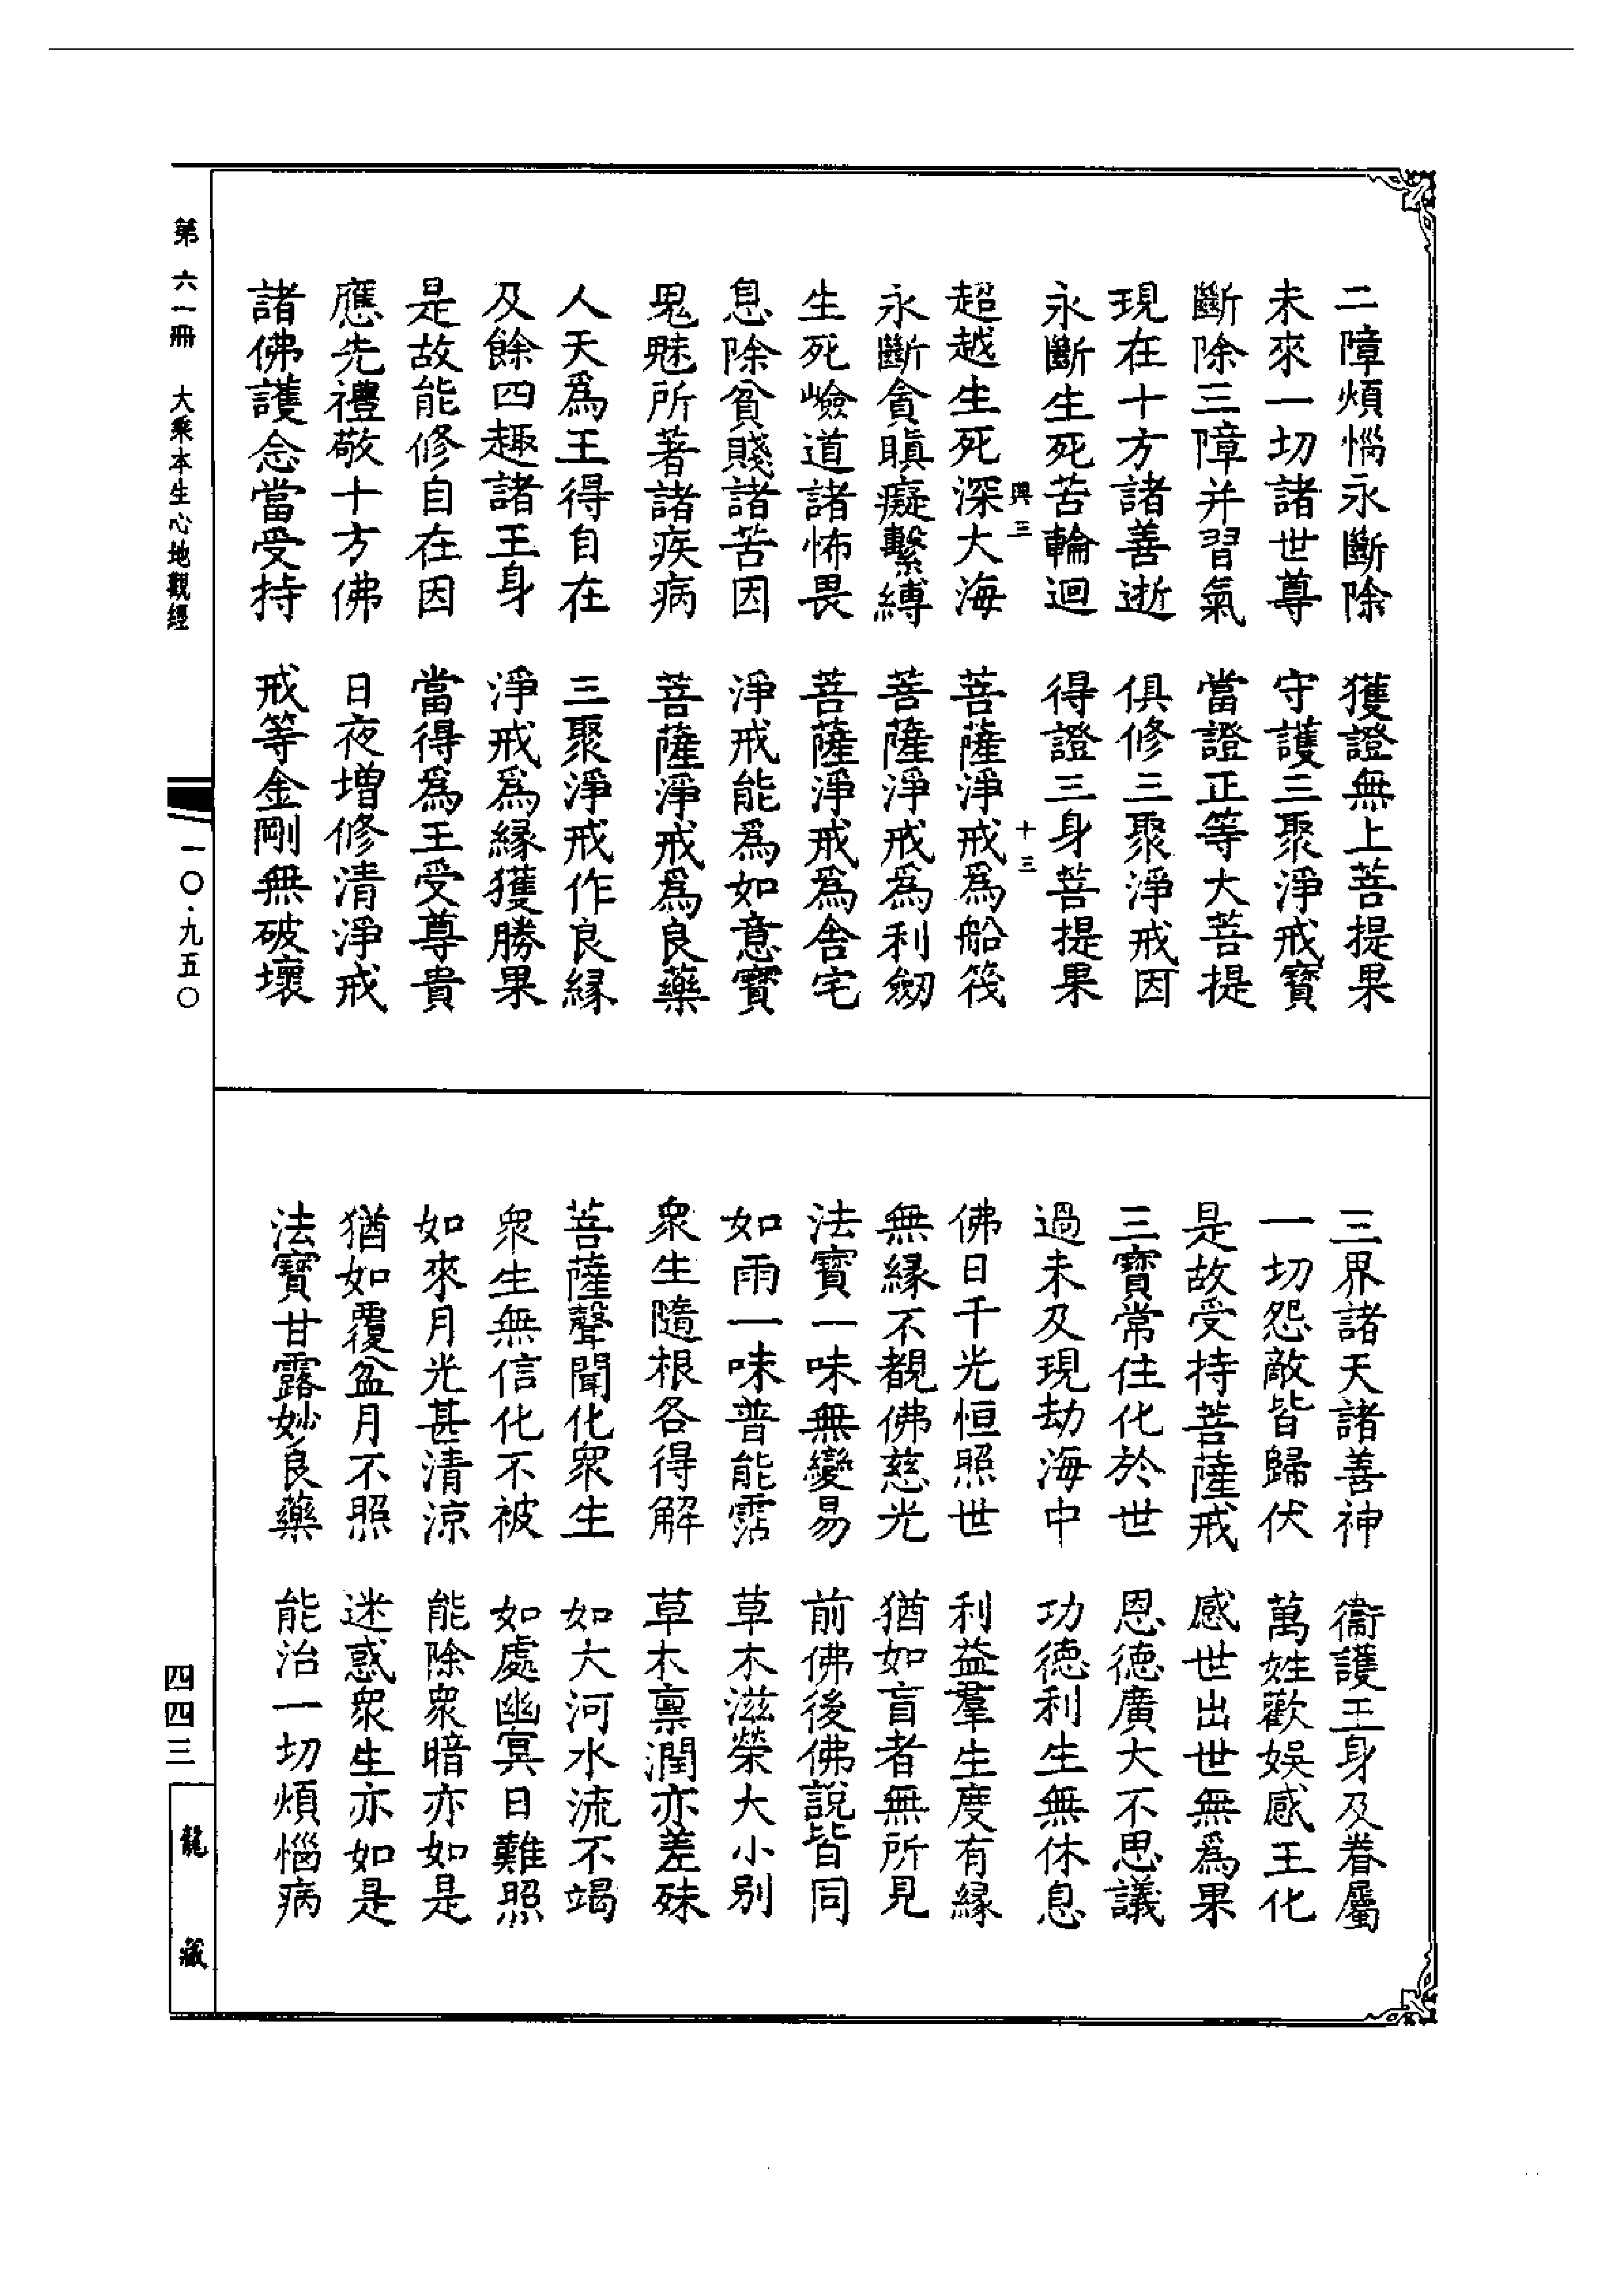 二障煩惱永斷除　獲證無上菩提果
未來一切諸世尊　守護三聚淨戒寶
斷除三障并習氣　當證正等大菩提
現在十方諸善逝　俱修三聚淨戒因
永斷生死苦輪迴　得證三身菩提果
興三　十三
超越生死深大海　菩薩淨戒爲船筏
永斷貪瞋癡繫縛　菩薩淨戒爲利劒
生死嶮道諸怖畏　菩薩淨戒爲舍宅
息除貧賤諸苦因　淨戒能爲如意寶
鬼魅所著諸疾病　菩薩淨戒爲良藥
人天爲王得自在　三聚淨戒作良縁
及餘四趣諸王身　淨戒爲緣獲勝果
是故能修自在因　當得爲王受尊貴
應先禮敬十方佛　日夜增修清淨戒
諸佛護念當受持　戒等金剛無破壞
三界諸天諸善神　衞護王身及眷屬
一切怨敵皆歸伏　萬姓歡娛感王化
是故受持菩薩戒　感世出世無爲果
三寶常住化於世　恩德廣大不思議
過未及現劫海中　功德利生無休息
佛日千光恒照世　利益羣生度有緣
無緣不覩佛慈光　猶如盲者無所見
法寶一味無變易　前佛後佛說皆同
如雨一味普能霑　草木滋榮大小別
衆生隨根各得解　草木稟潤亦差殊
菩薩聲聞化衆生　如大河水流不竭
衆生無信化不被　如處幽冥日難照
如來月光甚清涼　能除衆暗亦如是
猶如覆盆月不照　迷惑衆生亦如是
法寶甘露妙良藥　能治一切煩惱病
第六一冊　大乘本生心地觀經
一〇·九五〇
四四三
龍藏